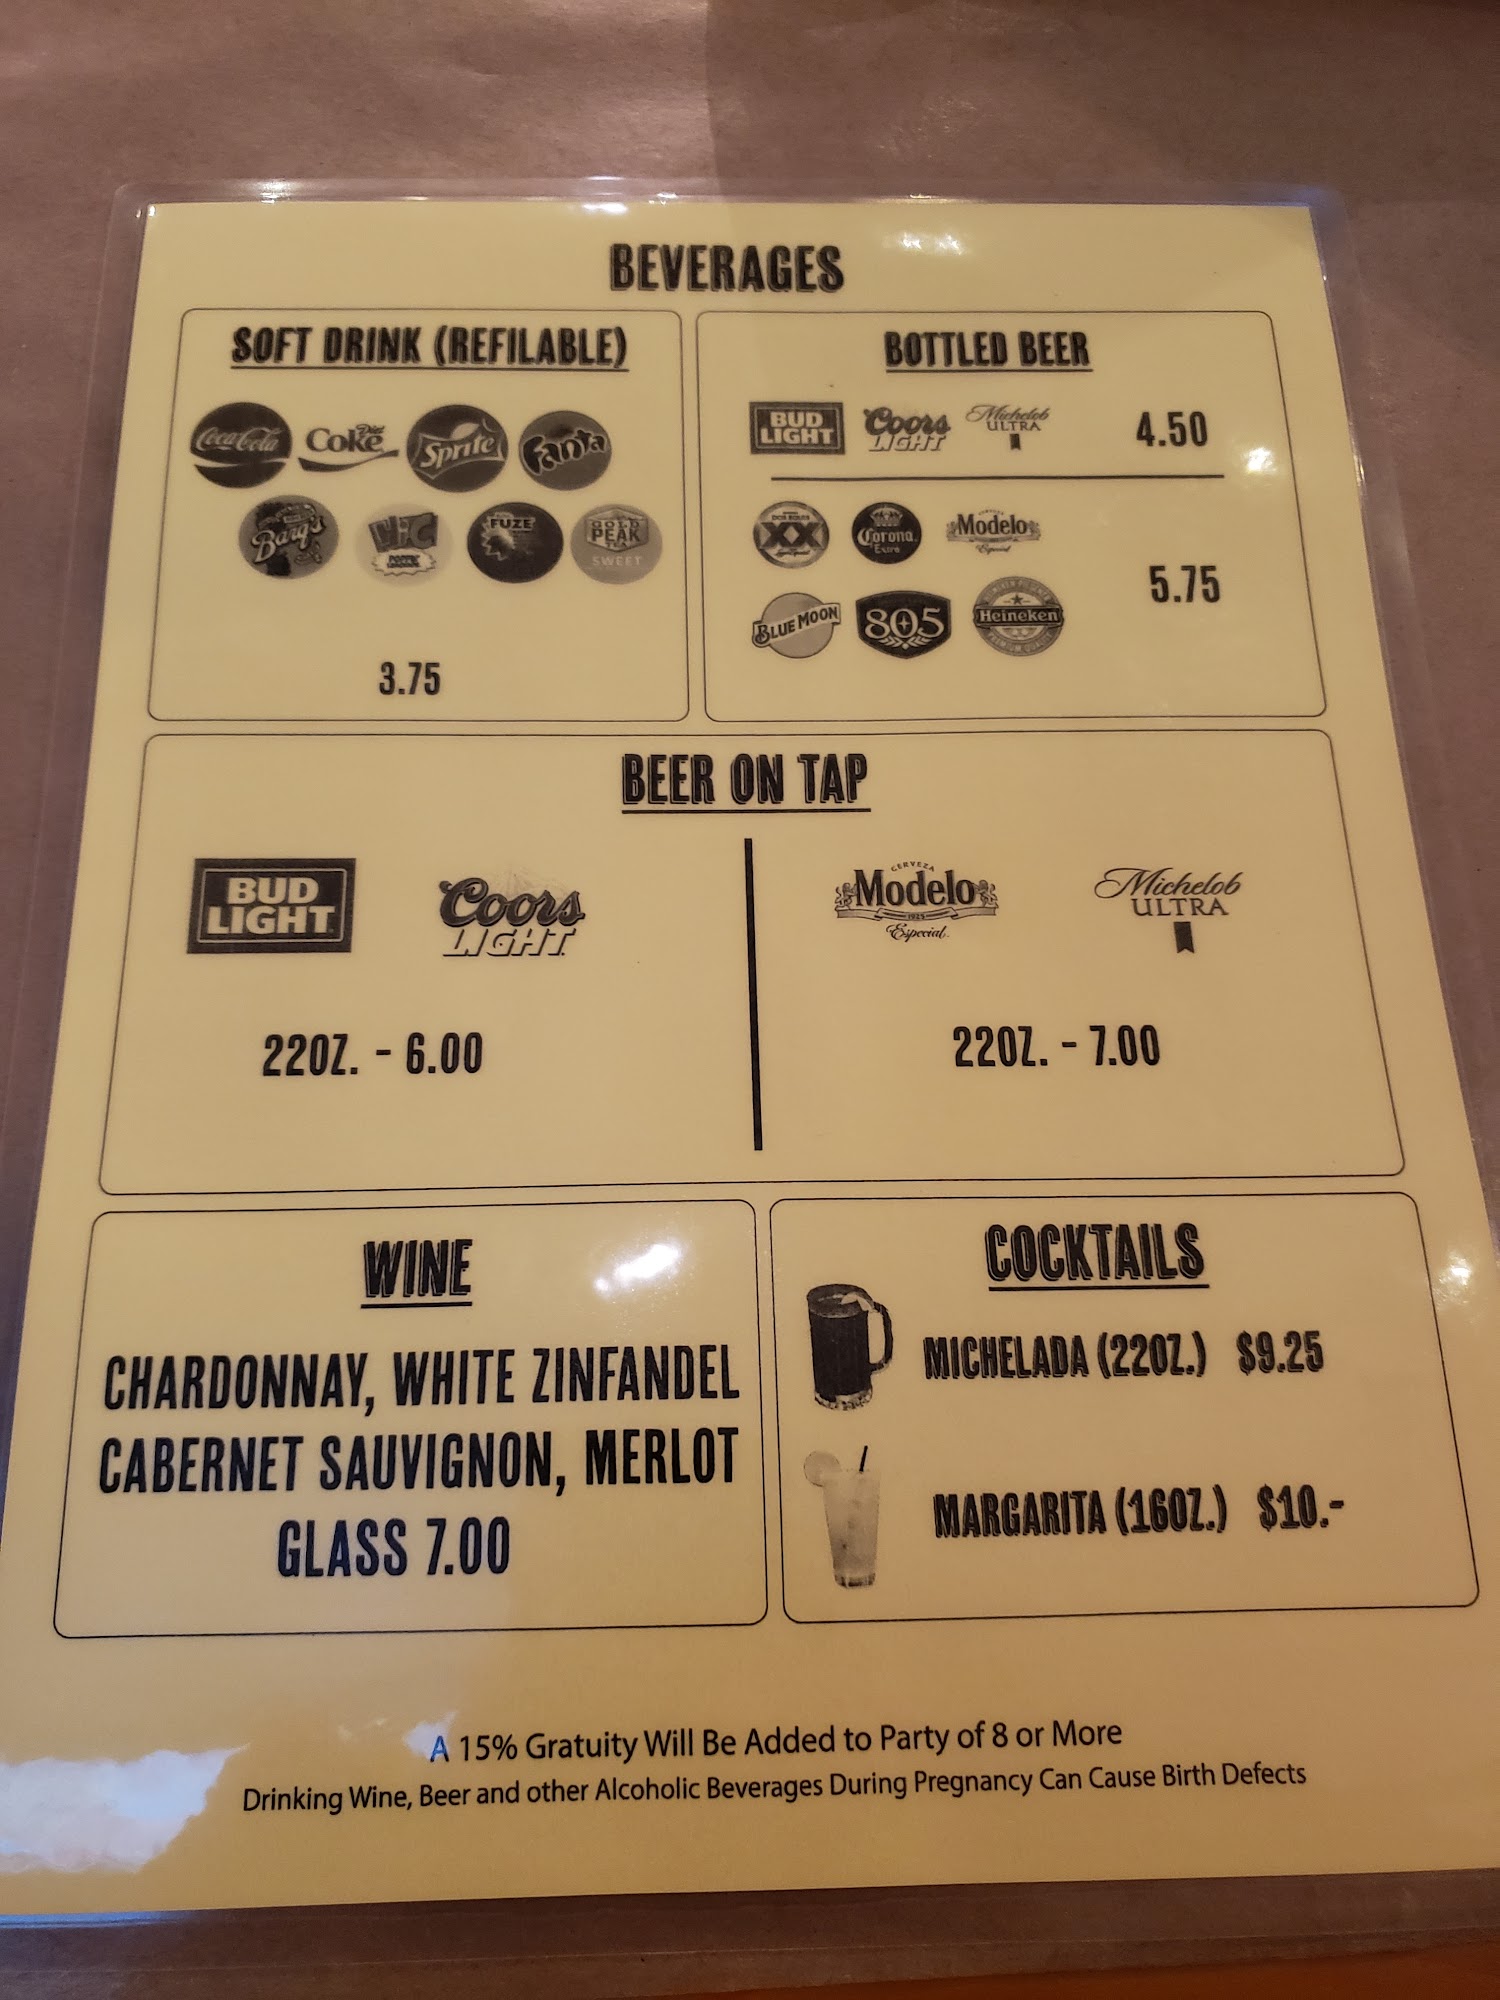 BEVERAGES
SOFT DRINK (REFILABLE)
Coca-Cola Diet Coke Sprite Fanta
Barq's FUZE GOLD PEAK SWEET
3.75
BOTTLED BEER
BUD LIGHT Coors LIGHT Michelob ULTRA 4.50
XX Corona Extra Modelo Especial
BLUE MOON 805 Heineken
5.75
BEER ON TAP
BUD LIGHT Coors LIGHT
22OZ. - 6.00
CERVEZA Modelo 1925 Especial Michelob ULTRA
22OZ. - 7.00
WINE
CHARDONNAY, WHITE ZINFANDEL
CABERNET SAUVIGNON, MERLOT
GLASS 7.00
COCKTAILS
MICHELADA (22OZ.) $9.25
MARGARITA (16OZ.) $10.-
A 15% Gratuity Will Be Added to Party of 8 or More
Drinking Wine, Beer and other Alcoholic Beverages During Pregnancy Can Cause Birth Defects